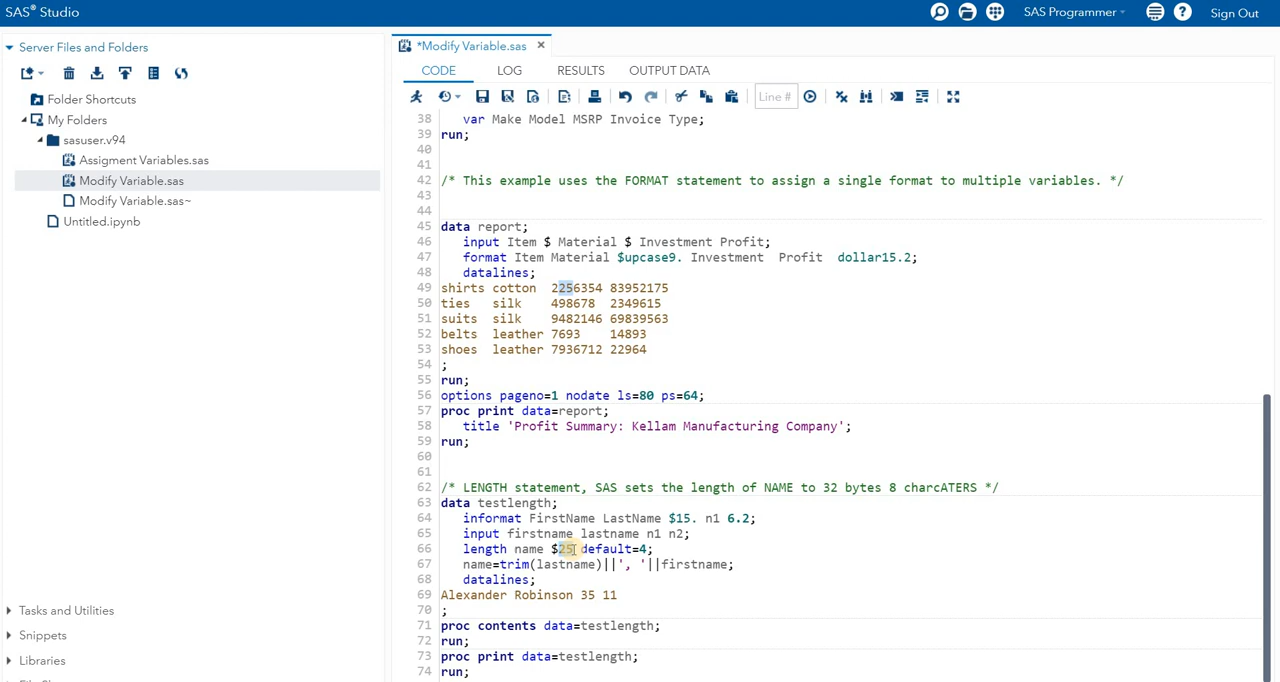 SAS® Studio
SAS Programmer
Sign Out
Server Files and Folders
Folder Shortcuts
My Folders
sasuser.v94
Assigment Variables.sas
Modify Variable.sas
Modify Variable.sas~
Untitled.ipynb
Tasks and Utilities
Snippets
Libraries
*Modify Variable.sas ×
CODE LOG RESULTS OUTPUT DATA
Line #
38 var Make Model MSRP Invoice Type;
39 run;
40
41
42 /* This example uses the FORMAT statement to assign a single format to multiple variables. */
43
44
45 data report;
46 input Item $ Material $ Investment Profit;
47 format Item Material $upcase9. Investment Profit dollar15.2;
48 datalines;
49 shirts cotton 2256354 83952175
50 ties silk 498678 2349615
51 suits silk 9482146 69839563
52 belts leather 7693 14893
53 shoes leather 7936712 22964
54 ;
55 run;
56 options pageno=1 nodate ls=80 ps=64;
57 proc print data=report;
58 title 'Profit Summary: Kellam Manufacturing Company';
59 run;
60
61
62 /* LENGTH statement, SAS sets the length of NAME to 32 bytes 8 charcATERS */
63 data testlength;
64 informat FirstName LastName $15. n1 6.2;
65 input firstname lastname n1 n2;
66 length name $25 default=4;
67 name=trim(lastname)||', '||firstname;
68 datalines;
69 Alexander Robinson 35 11
70 ;
71 proc contents data=testlength;
72 run;
73 proc print data=testlength;
74 run;